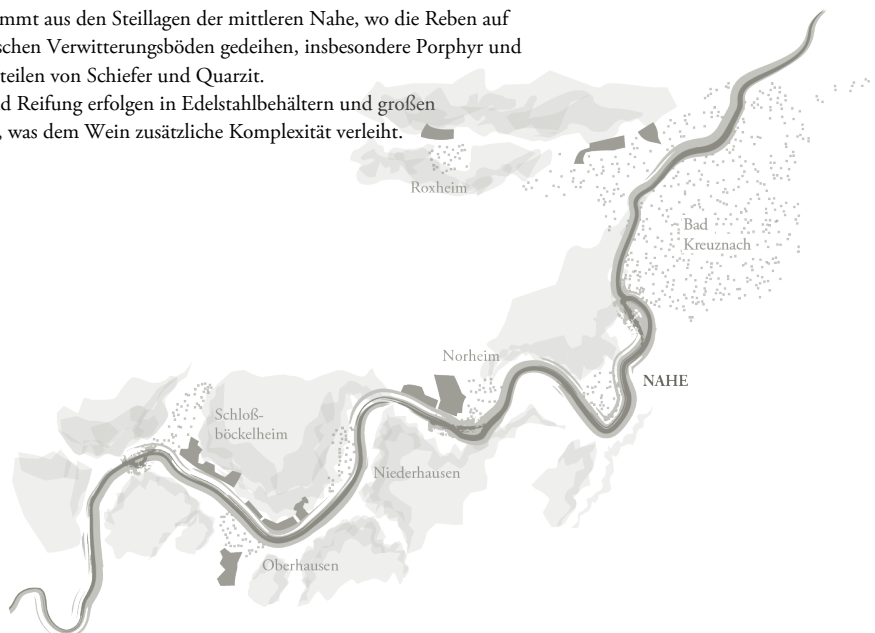 mmt aus den Steillagen der mittleren Nahe, wo die Reben auf
schen Verwitterungsböden gedeihen, insbesondere Porphyr und
teilen von Schiefer und Quarzit.
d Reifung erfolgen in Edelstahlbehältern und großen
, was dem Wein zusätzliche Komplexität verleiht.
Roxheim
Bad
Kreuznach
Norheim
NAHE
Schloß-
böckelheim
Niederhausen
Oberhausen